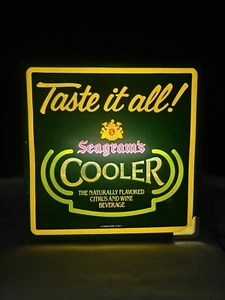 Taste it all!
Seagram's
COOLER
THE NATURALLY FLAVORED
CITRUS AND WINE
BEVERAGE